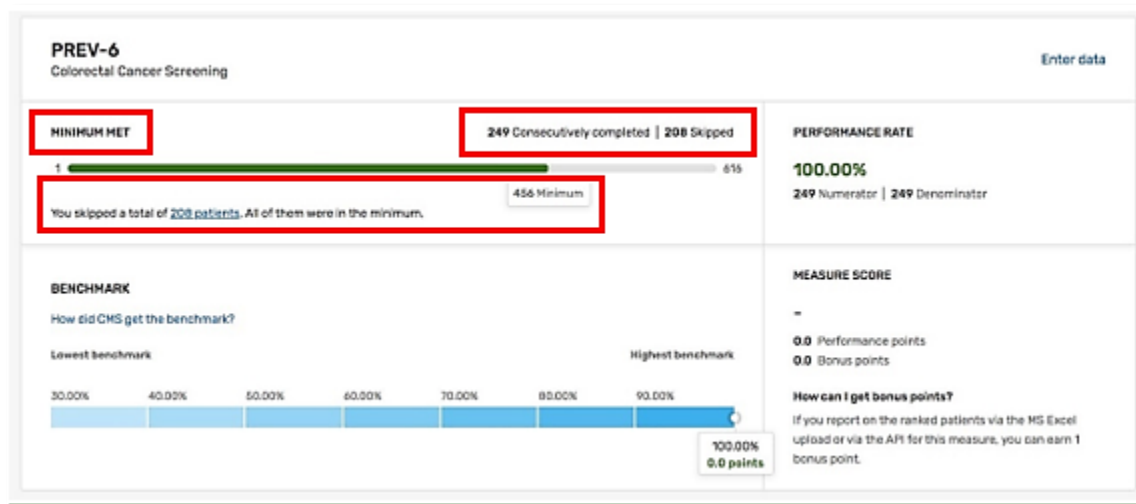 PREV-6
Colorectal Cancer Screening
Enter data
MINIMUM MET
249 Consecutively completed | 208 Skipped
1
616
456 Minimum
You skipped a total of 208 patients. All of them were in the minimum.
PERFORMANCE RATE
100.00%
249 Numerator | 249 Denominator
BENCHMARK
How did CMS get the benchmark?
Lowest benchmark
Highest benchmark
30.00% 40.00% 50.00% 60.00% 70.00% 80.00% 90.00%
100.00%
0.0 points
MEASURE SCORE
-
0.0 Performance points
0.0 Bonus points
How can I get bonus points?
If you report on the ranked patients via the MS Excel
upload or via the API for this measure, you can earn 1
bonus point.